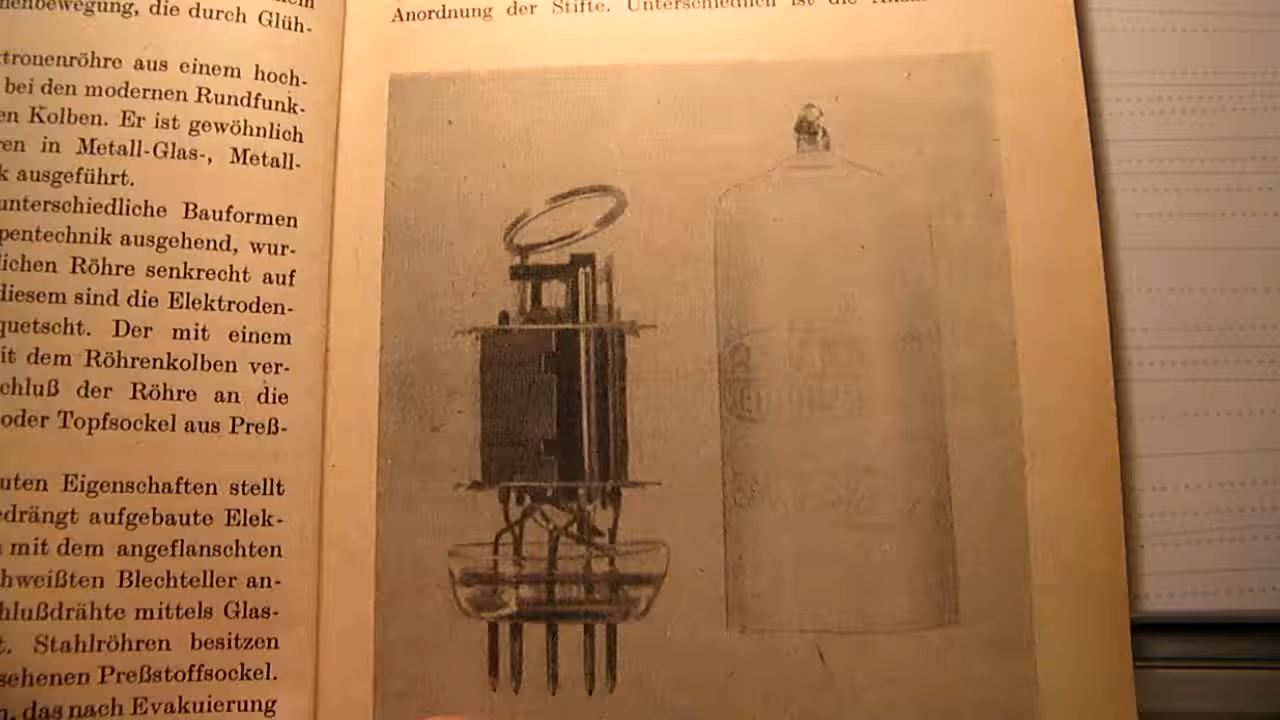 die durch Glüh-
tronenröhre aus einem hoch-
bei den modernen Rundfunk-
en Kolben. Er ist gewöhnlich
en in Metall-Glas-, Metall-
k ausgeführt.
unterschiedliche Bauformen
pentechnik ausgehend, wur-
lichen Röhre senkrecht auf
diesem sind die Elektroden-
quetscht. Der mit einem
it dem Röhrenkolben ver-
chluß der Röhre an die
oder Topfsockel aus Preß-
uten Eigenschaften stellt
edrängt aufgebaute Elek-
mit dem angeflanschten
hweißten Blechteller an-
hlußdrähte mittels Glas-
t. Stahlröhren besitzen
sehenen Preßstoffsockel.
n, das nach Evakuierung
Anordnung der Stifte. Unterschiedlich ist die